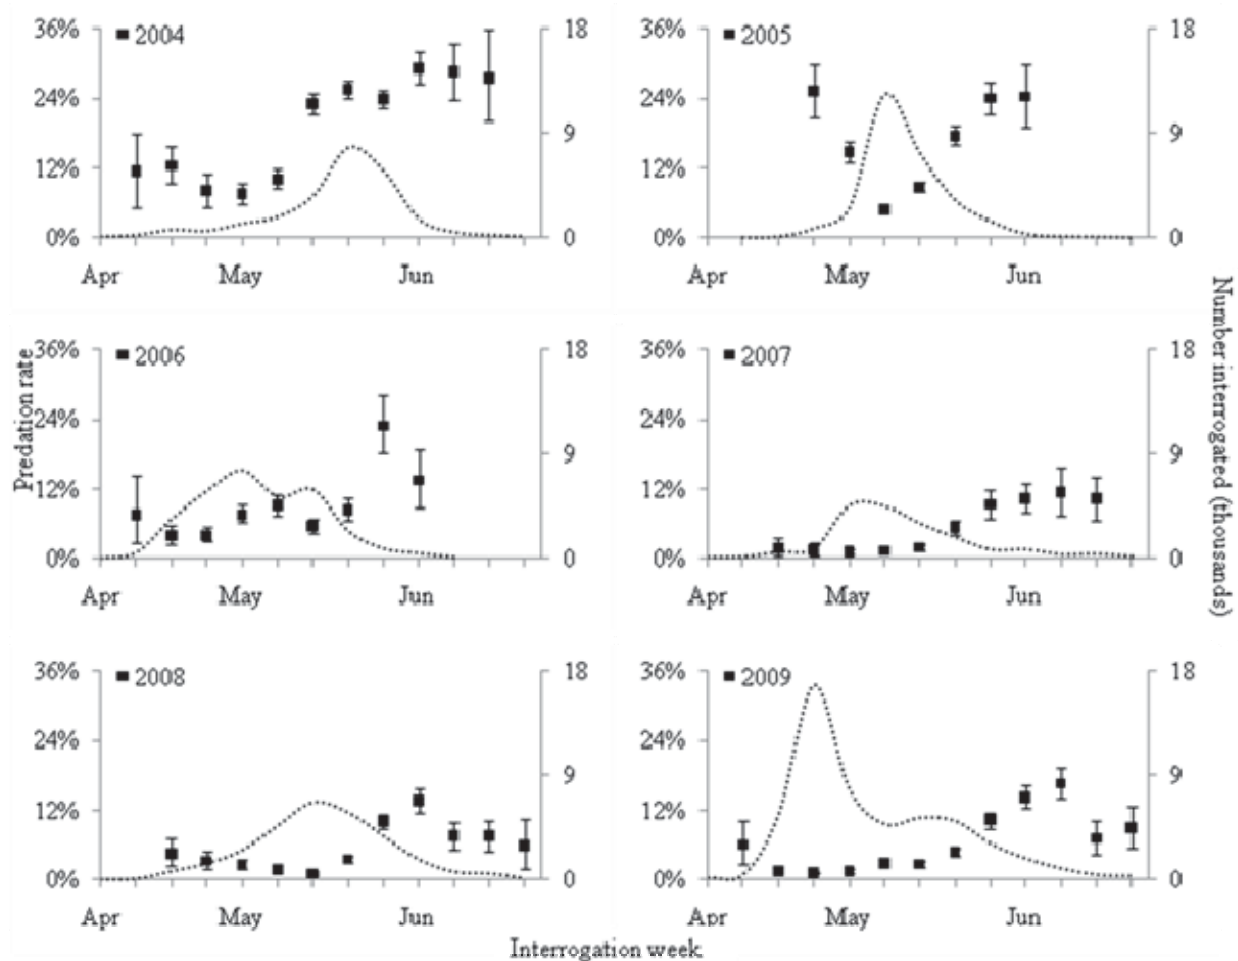 36% 2004 18
24%
9
12%
0% 0
Apr May Jun
36% 2005 18
24%
9
12%
0% 0
Apr May Jun
Predation rate
36% 2006 18
24%
9
12%
0% 0
Apr May Jun
36% 2007 18
24%
9
12%
0% 0
Apr May Jun
Number interrogated (thousands)
36% 2008 18
24%
9
12%
0% 0
Apr May Jun
36% 2009 18
24%
9
12%
0% 0
Apr May Jun
Interrogation week